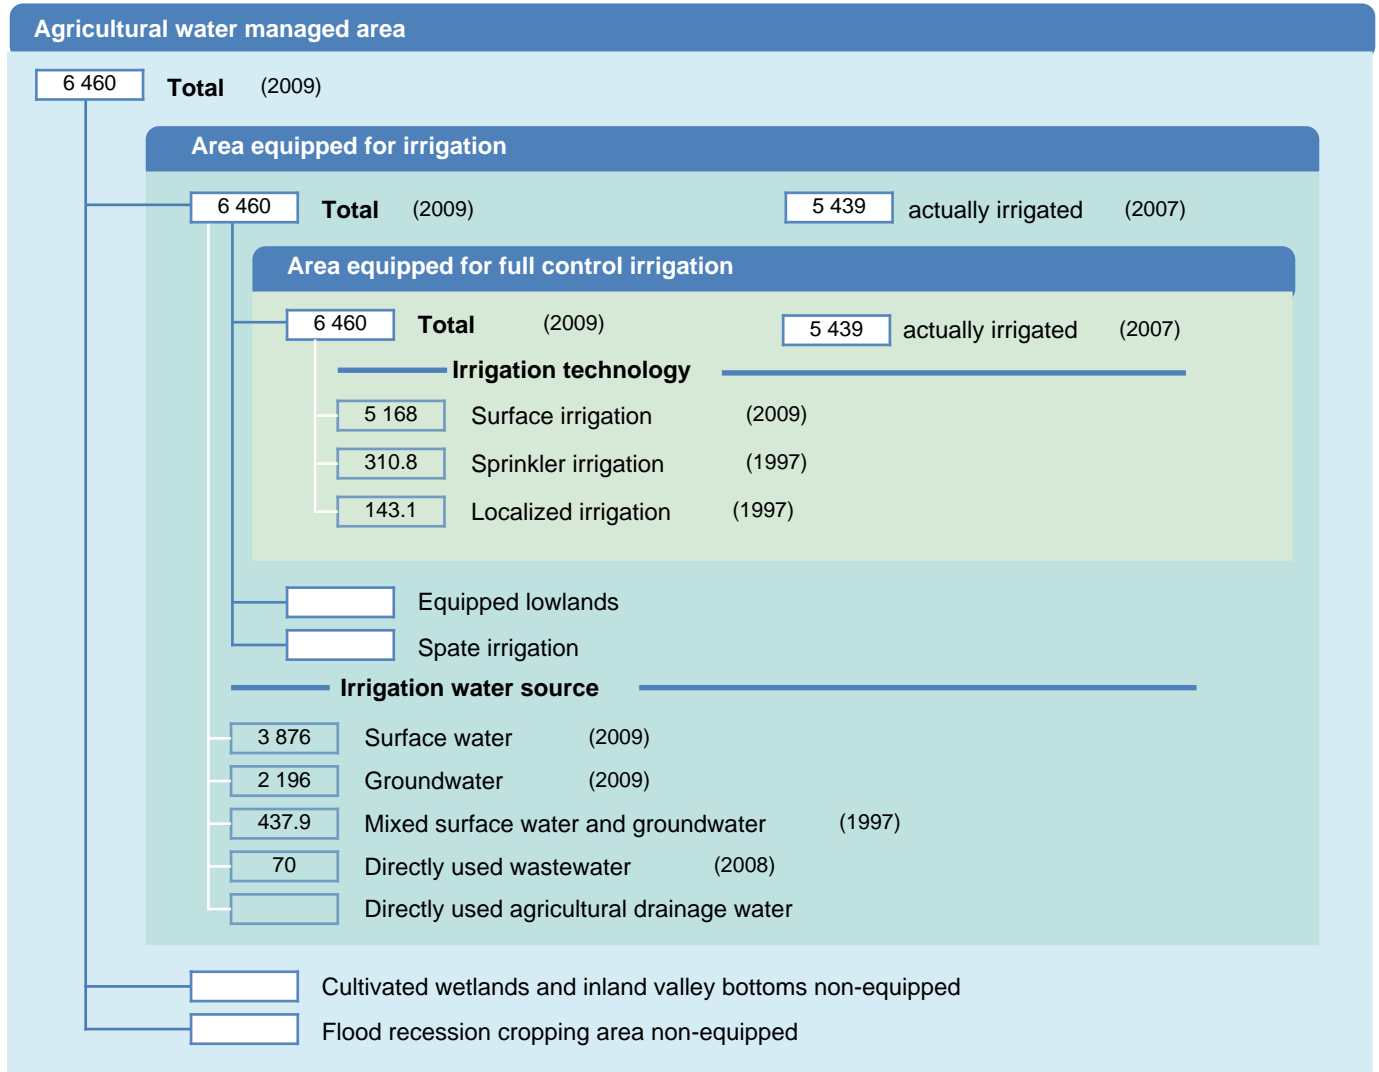 Agricultural water managed area
6 460 Total (2009)
Area equipped for irrigation
6 460 Total (2009) 5 439 actually irrigated (2007)
Area equipped for full control irrigation
6 460 Total (2009) 5 439 actually irrigated (2007)
Irrigation technology
5 168 Surface irrigation (2009)
310.8 Sprinkler irrigation (1997)
143.1 Localized irrigation (1997)
Equipped lowlands
Spate irrigation
Irrigation water source
3 876 Surface water (2009)
2 196 Groundwater (2009)
437.9 Mixed surface water and groundwater (1997)
70 Directly used wastewater (2008)
Directly used agricultural drainage water
Cultivated wetlands and inland valley bottoms non-equipped
Flood recession cropping area non-equipped